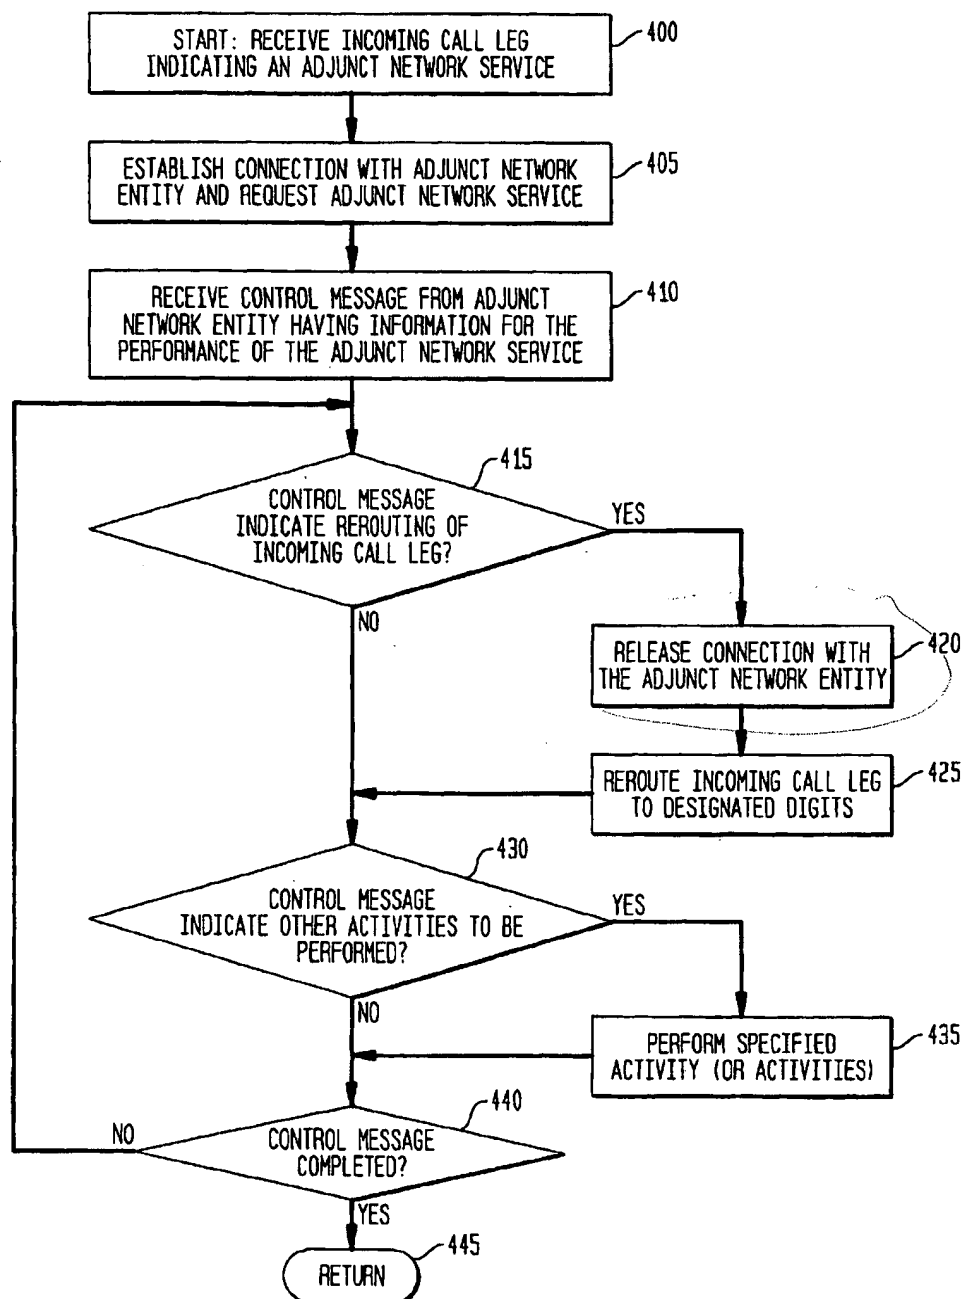 START: RECEIVE INCOMING CALL LEG
INDICATING AN ADJUNCT NETWORK SERVICE
400
ESTABLISH CONNECTION WITH ADJUNCT NETWORK
ENTITY AND REQUEST ADJUNCT NETWORK SERVICE
405
RECEIVE CONTROL MESSAGE FROM ADJUNCT
NETWORK ENTITY HAVING INFORMATION FOR THE
PERFORMANCE OF THE ADJUNCT NETWORK SERVICE
410
415
CONTROL MESSAGE
INDICATE REROUTING OF
INCOMING CALL LEG?
YES
NO
RELEASE CONNECTION WITH
THE ADJUNCT NETWORK ENTITY
420
REROUTE INCOMING CALL LEG
TO DESIGNATED DIGITS
425
430
CONTROL MESSAGE
INDICATE OTHER ACTIVITIES TO BE
PERFORMED?
YES
NO
PERFORM SPECIFIED
ACTIVITY (OR ACTIVITIES)
435
440
CONTROL MESSAGE
COMPLETED?
NO
YES
445
RETURN